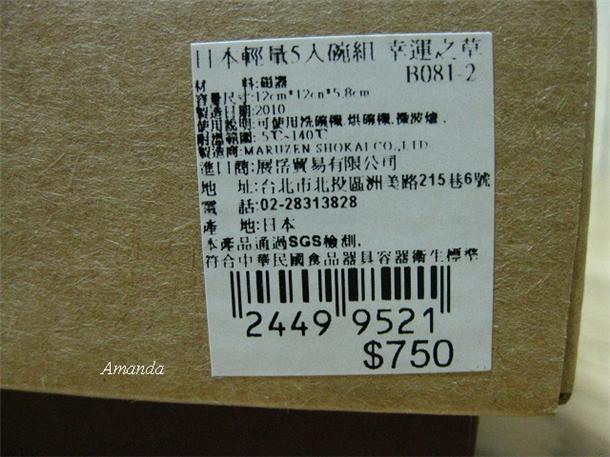 日本輕量5人碗組 幸運之草
B081-2
材 料:磁器
容量尺寸:12cm*12cm*5.8cm
製造日期:2010
使用說明:可使用洗碗機.烘碗機.微波爐.
耐溫範圍: 5℃~140℃
製造商:MARUZEN SHOKAI CO.,LTD
進口商:展岳貿易有限公司
地 址:台北市北投區洲美路215巷6號
電 話:02-28313828
產 地:日本
本產品通過SGS檢測,
符合中華民國食品器具容器衛生標準
2449 9521
$750
Amanda